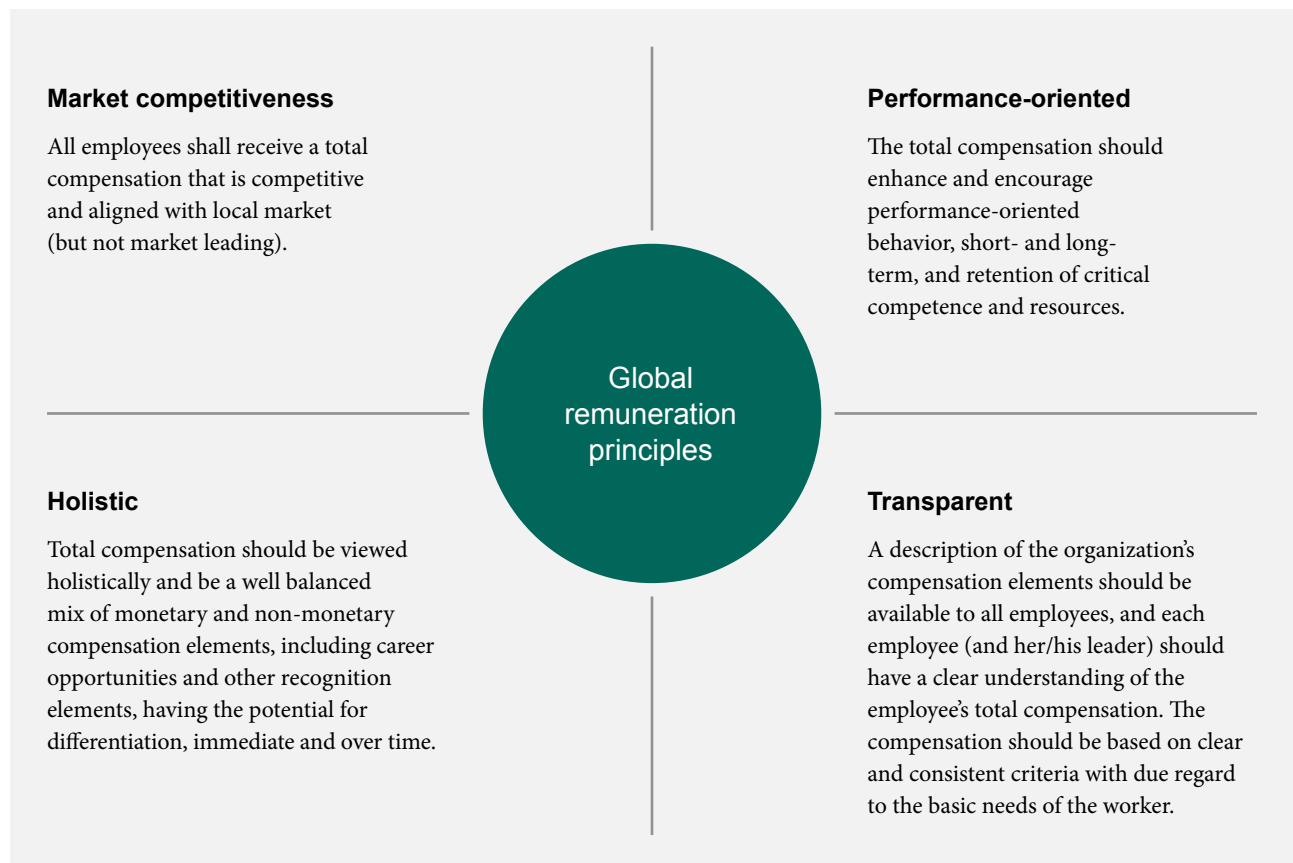 Market competitiveness
All employees shall receive a total
compensation that is competitive
and aligned with local market
(but not market leading).
Performance-oriented
The total compensation should
enhance and encourage
performance-oriented
behavior, short- and long-
term, and retention of critical
competence and resources.
Global
remuneration
principles
Holistic
Total compensation should be viewed
holistically and be a well balanced
mix of monetary and non-monetary
compensation elements, including career
opportunities and other recognition
elements, having the potential for
differentiation, immediate and over time.
Transparent
A description of the organization’s
compensation elements should be
available to all employees, and each
employee (and her/his leader) should
have a clear understanding of the
employee’s total compensation. The
compensation should be based on clear
and consistent criteria with due regard
to the basic needs of the worker.